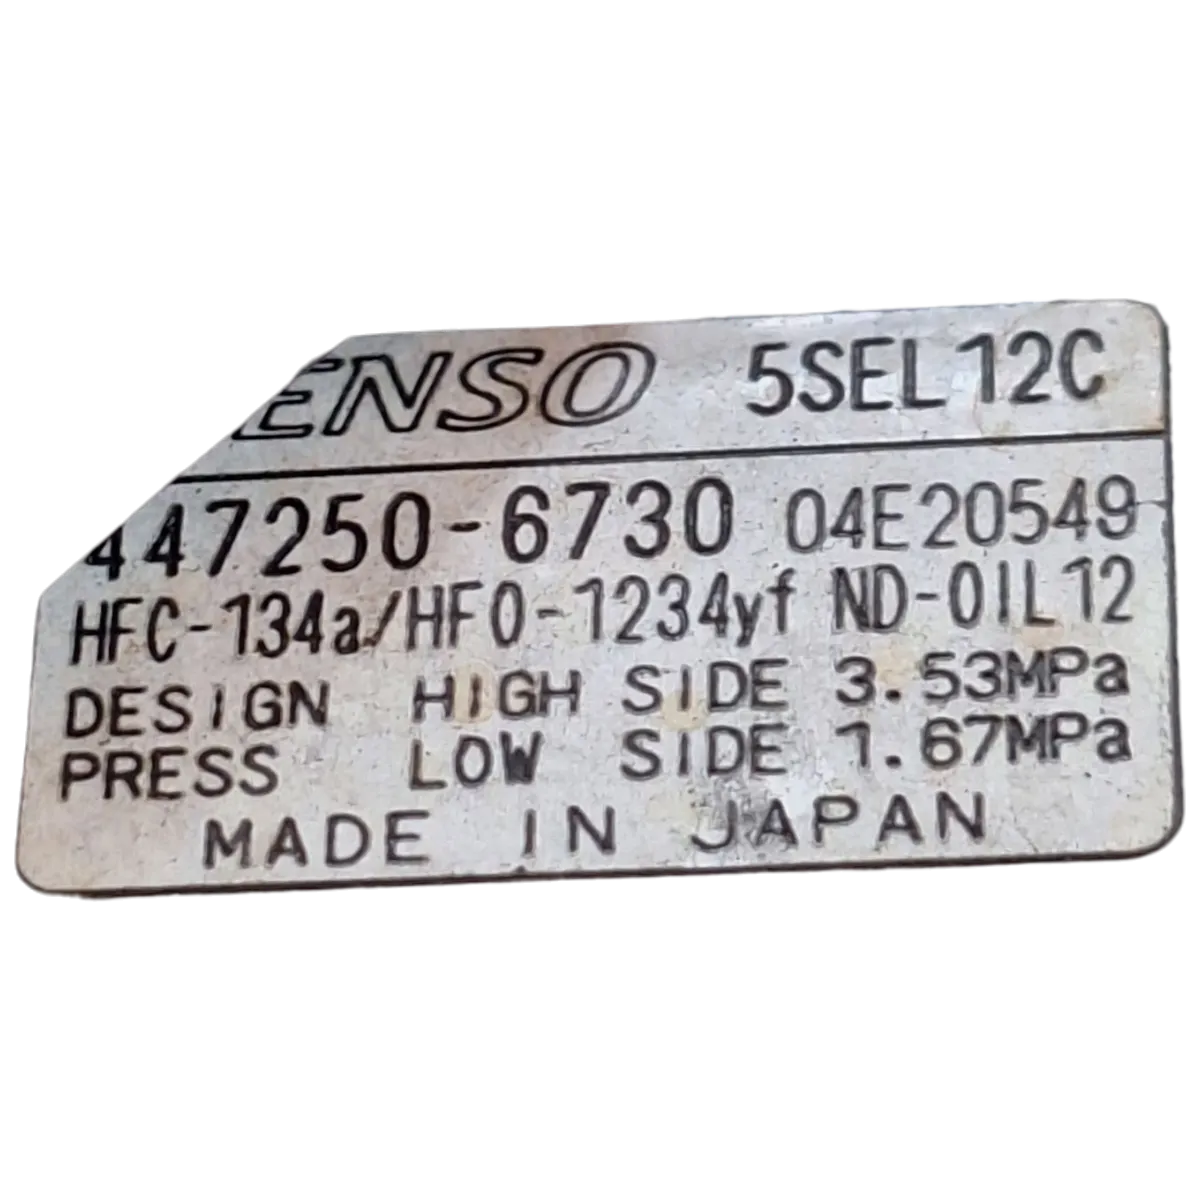 ENSO 5SEL12C
447250-6730 04E20549
HFC-134a/HFO-1234yf ND-OIL12
DESIGN HIGH SIDE 3.53MPa
PRESS LOW SIDE 1.67MPa
MADE IN JAPAN